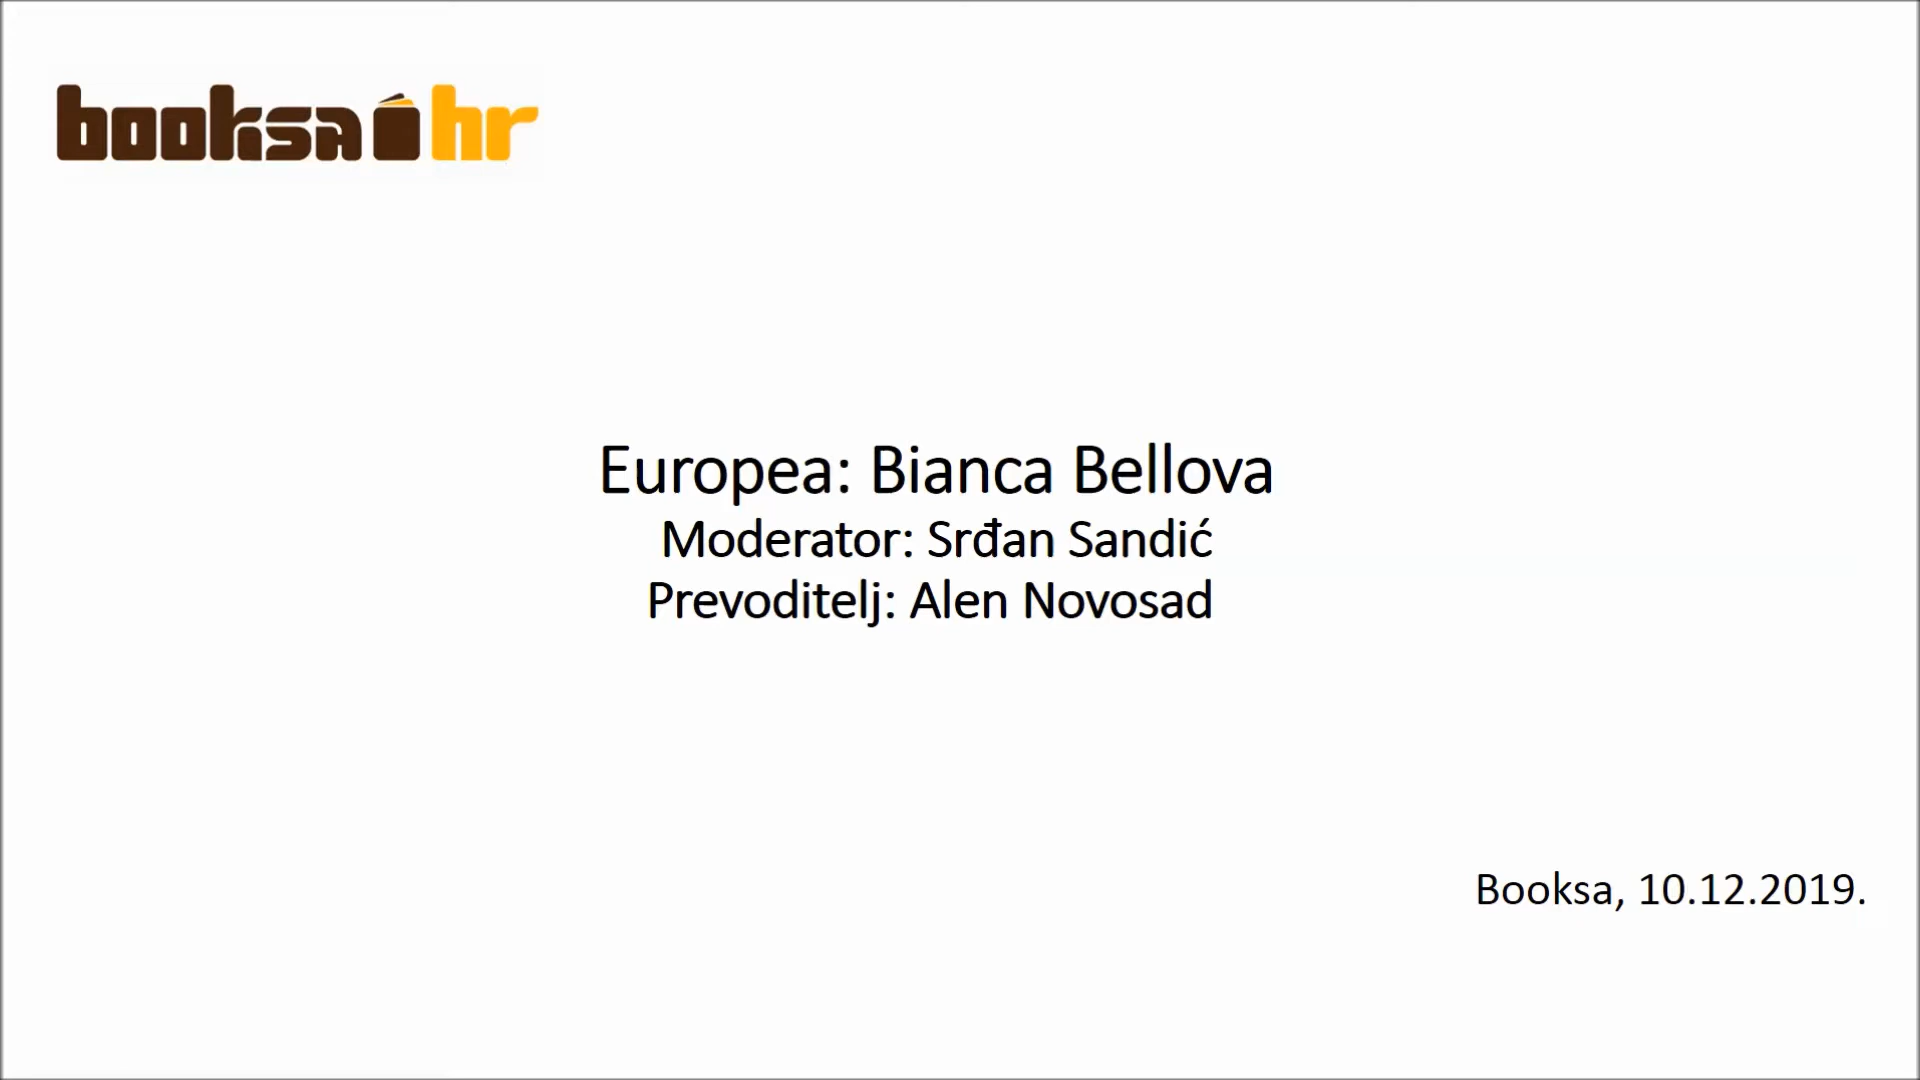 booksa hr
Europea: Bianca Bellova
Moderator: Srđan Sandić
Prevoditelj: Alen Novosad
Booksa, 10.12.2019.